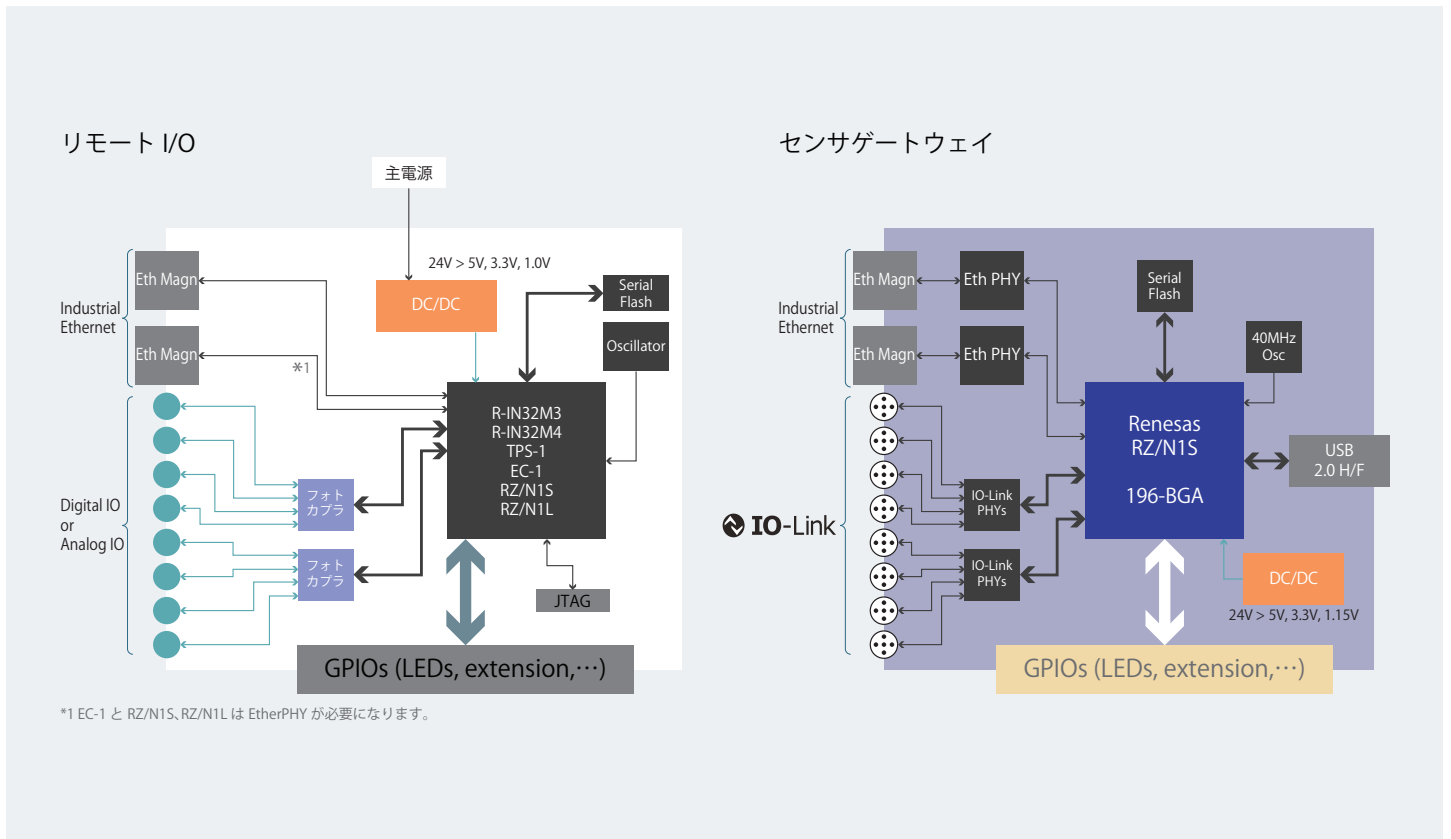 リモート I/O
主電源
24V > 5V, 3.3V, 1.0V
Eth Magn
DC/DC
Serial
Flash
Industrial
Ethernet
Eth Magn
*1
Oscillator
R-IN32M3
R-IN32M4
TPS-1
EC-1
RZ/N1S
RZ/N1L
フォト
カプラ
Digital IO
or
Analog IO
フォト
カプラ
JTAG
GPIOs (LEDs, extension,…)
*1 EC-1 と RZ/N1S、RZ/N1L は EtherPHY が必要になります。
センサゲートウェイ
Eth Magn
Eth PHY
Serial
Flash
Industrial
Ethernet
Eth Magn
Eth PHY
40MHz
Osc
Renesas
RZ/N1S
196-BGA
USB
2.0 H/F
IO-Link
PHYs
IO-Link
IO-Link
PHYs
DC/DC
24V > 5V, 3.3V, 1.15V
GPIOs (LEDs, extension,…)